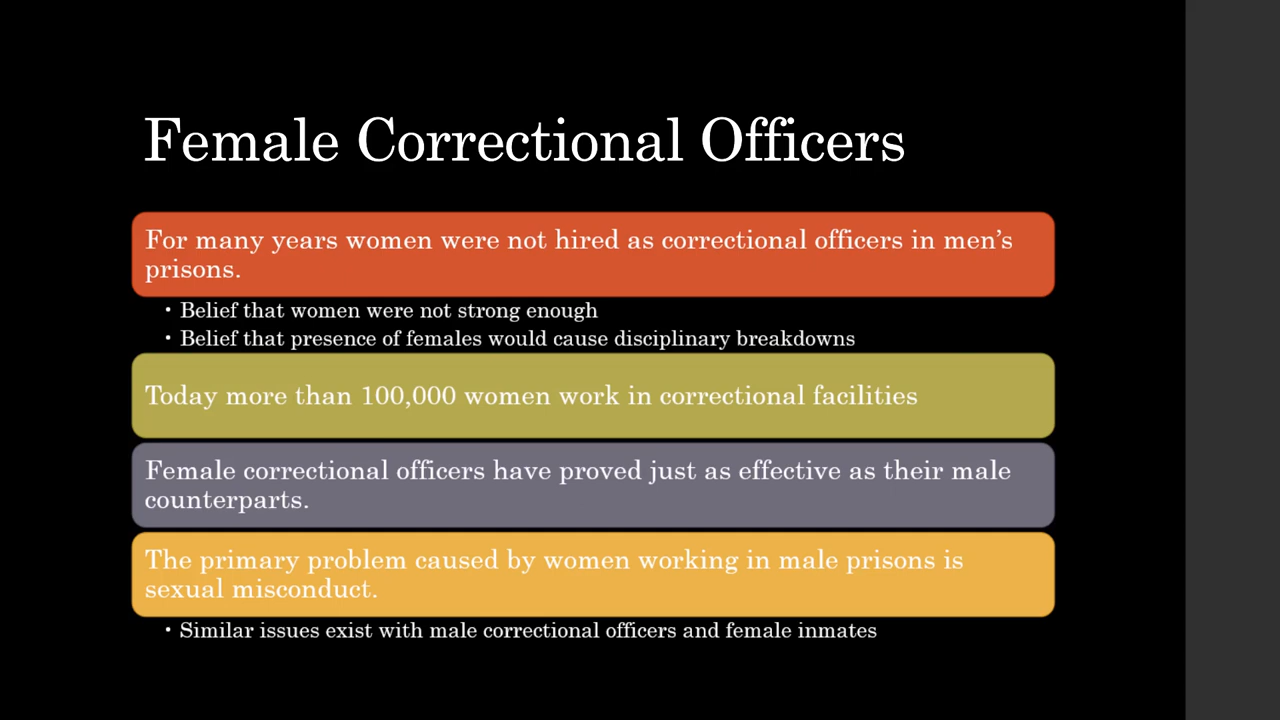 Female Correctional Officers
For many years women were not hired as correctional officers in men’s
prisons.
• Belief that women were not strong enough
• Belief that presence of females would cause disciplinary breakdowns
Today more than 100,000 women work in correctional facilities
Female correctional officers have proved just as effective as their male
counterparts.
The primary problem caused by women working in male prisons is
sexual misconduct.
• Similar issues exist with male correctional officers and female inmates